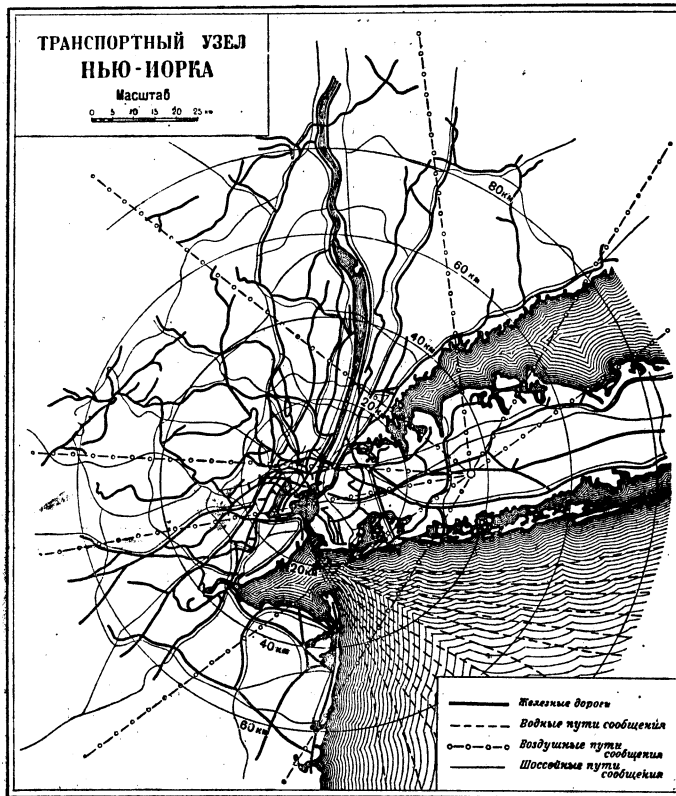 ТРАНСПОРТНЫЙ УЗЕЛ
НЬЮ-ИОРКА
Масштаб
0 5 10 15 20 25 км
80 км
60 км
40 км
20 км
20 км
40 км
60 км
Железные дороги
Водные пути сообщения
Воздушные пути
сообщения
Шоссейные пути
сообщения